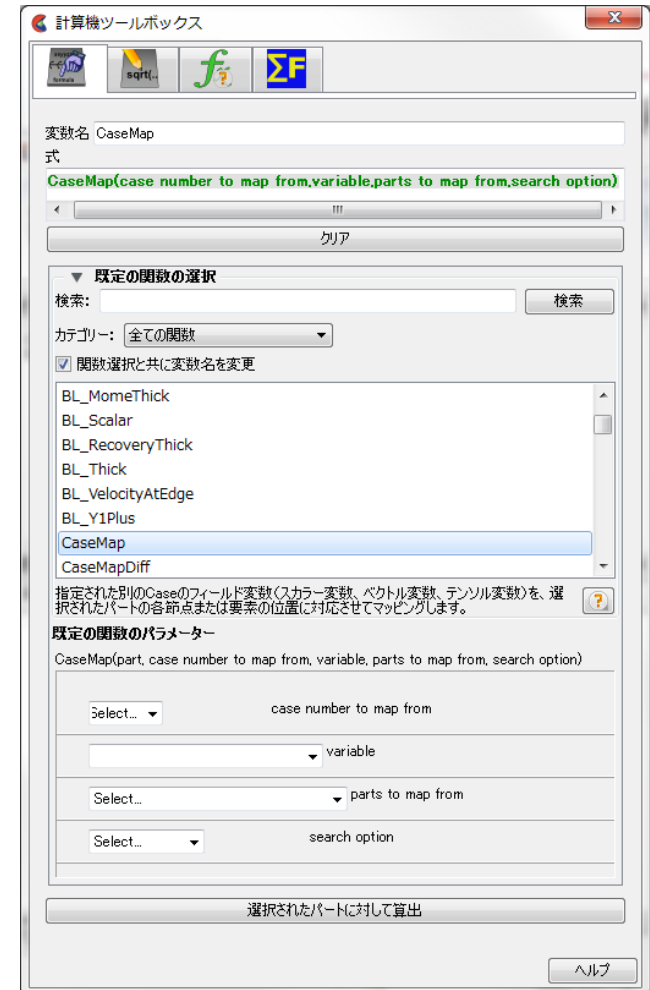 計算機ツールボックス
sqrt(..
f?
ΣF
変数名 CaseMap
式
CaseMap(case number to map from,variable,parts to map from,search option)
クリア
▼ 既定の関数の選択
検索: 検索
カテゴリー: 全ての関数
関数選択と共に変数名を変更
BL_MomeThick
BL_Scalar
BL_RecoveryThick
BL_Thick
BL_VelocityAtEdge
BL_Y1Plus
CaseMap
CaseMapDiff
指定された別のCaseのフィールド変数(スカラー変数、ベクトル変数、テンソル変数)を、選
択されたパートの各節点または要素の位置に対応させてマッピングします。
既定の関数のパラメーター
CaseMap(part, case number to map from, variable, parts to map from, search option)
Select... case number to map from
variable
Select... parts to map from
Select... search option
選択されたパートに対して算出
ヘルプ